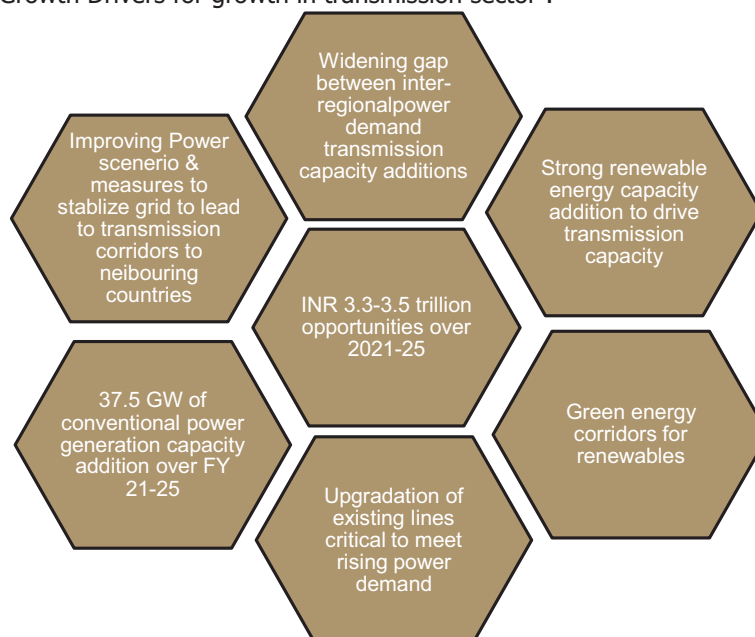 Growth Drivers for growth in transmission sector :
Widening gap
between inter-
regionalpower
demand
transmission
capacity additions
Improving Power
scenerio &
measures to
stablize grid to lead
to transmission
corridors to
neibouring
countries
Strong renewable
energy capacity
addition to drive
transmission
capacity
INR 3.3-3.5 trillion
opportunities over
2021-25
37.5 GW of
conventional power
generation capacity
addition over FY
21-25
Green energy
corridors for
renewables
Upgradation of
existing lines
critical to meet
rising power
demand